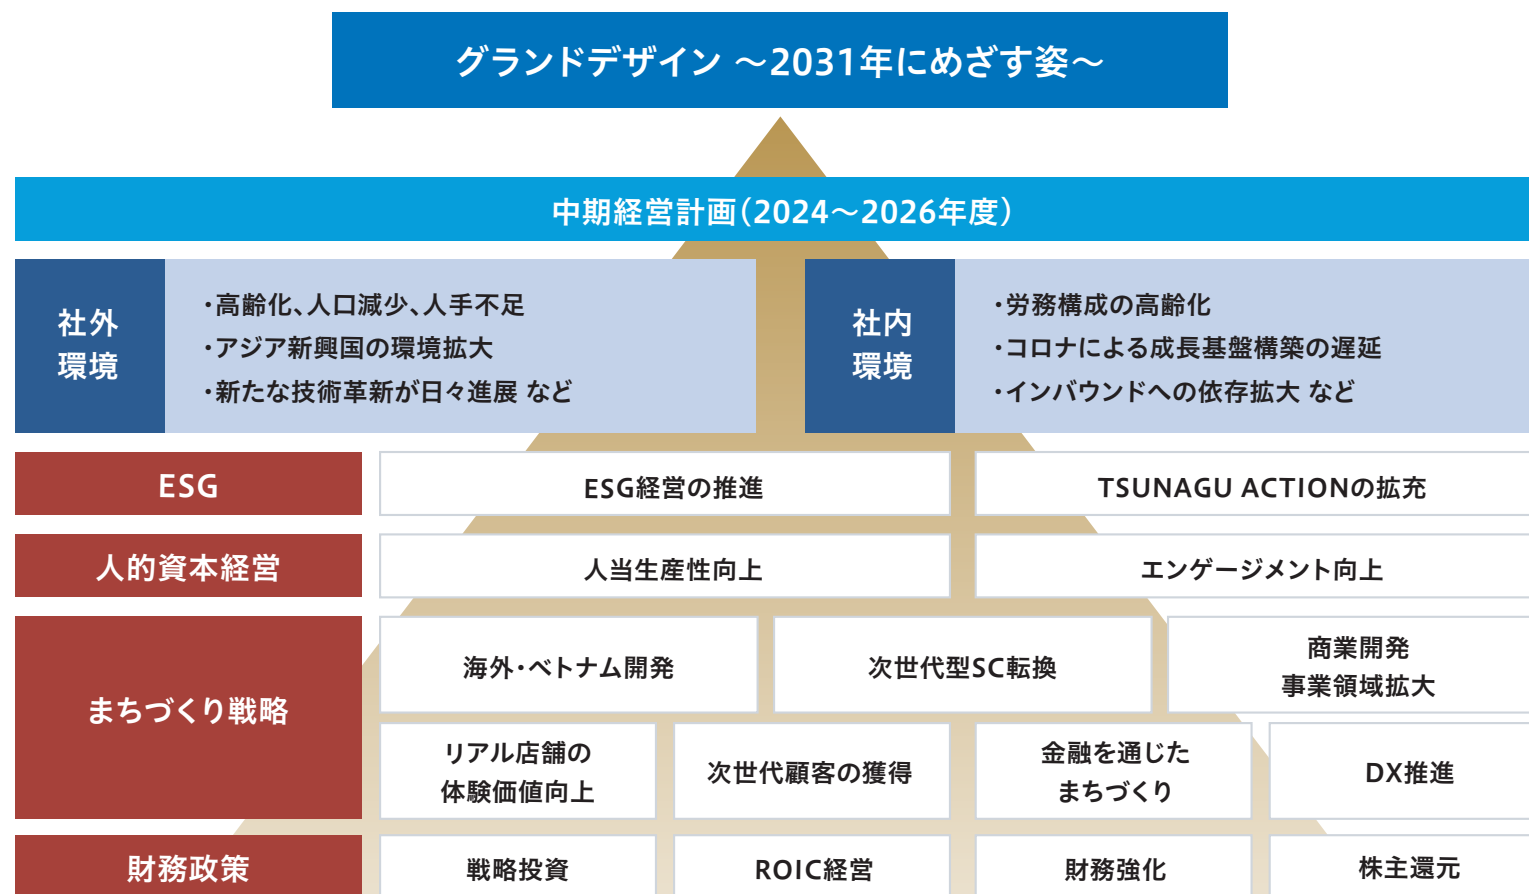 グランドデザイン ～2031年にめざす姿～
中期経営計画（2024～2026年度）
社外
環境
・高齢化、人口減少、人手不足
・アジア新興国の環境拡大
・新たな技術革新が日々進展 など
社内
環境
・労務構成の高齢化
・コロナによる成長基盤構築の遅延
・インバウンドへの依存拡大 など
ESG
ESG経営の推進
TSUNAGU ACTIONの拡充
人的資本経営
人当生産性向上
エンゲージメント向上
まちづくり戦略
海外・ベトナム開発
次世代型SC転換
商業開発
事業領域拡大
リアル店舗の
体験価値向上
次世代顧客の獲得
金融を通じた
まちづくり
DX推進
財務政策
戦略投資
ROIC経営
財務強化
株主還元